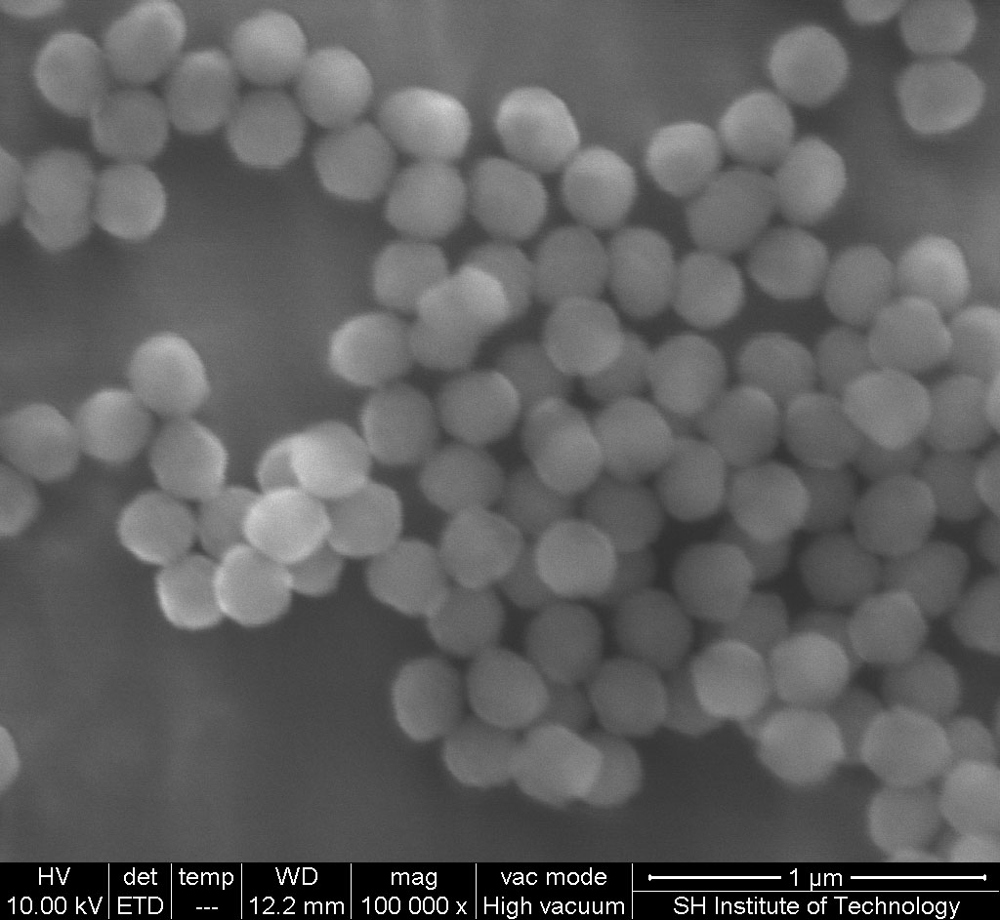 HV det temp WD mag vac mode 1 µm
10.00 kV ETD --- 12.2 mm 100 000 x High vacuum SH Institute of Technology